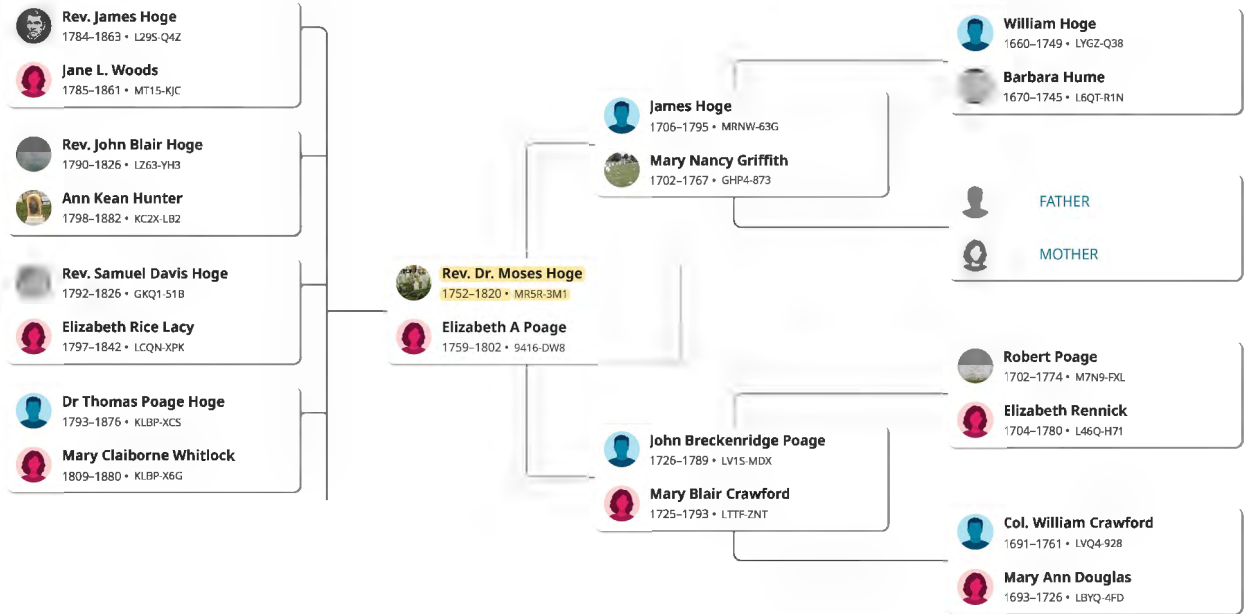 Rev. James Hoge
1784–1863 • L29S-Q4Z
Jane L. Woods
1785–1861 • MT15-KJC
Rev. John Blair Hoge
1790–1826 • LZ63-YH3
Ann Kean Hunter
1798–1882 • KC2X-LB2
Rev. Samuel Davis Hoge
1792–1826 • GKQ1-51B
Elizabeth Rice Lacy
1797–1842 • LCQN-XPK
Dr Thomas Poage Hoge
1793–1876 • KLBP-XCS
Mary Claiborne Whitlock
1809–1880 • KLBP-X6G
Rev. Dr. Moses Hoge
1752–1820 • MR5R-3M1
Elizabeth A Poage
1759–1802 • 9416-DW8
James Hoge
1706–1795 • MRNW-63G
Mary Nancy Griffith
1702–1767 • GHP4-873
John Breckenridge Poage
1726–1789 • LV1S-MDX
Mary Blair Crawford
1725–1793 • LTTF-ZNT
William Hoge
1660–1749 • LYGZ-Q38
Barbara Hume
1670–1745 • L6QT-R1N
FATHER
MOTHER
Robert Poage
1702–1774 • M7N9-FXL
Elizabeth Rennick
1704–1780 • L46Q-H71
Col. William Crawford
1691–1761 • LVQ4-928
Mary Ann Douglas
1693–1726 • LBYQ-4FD